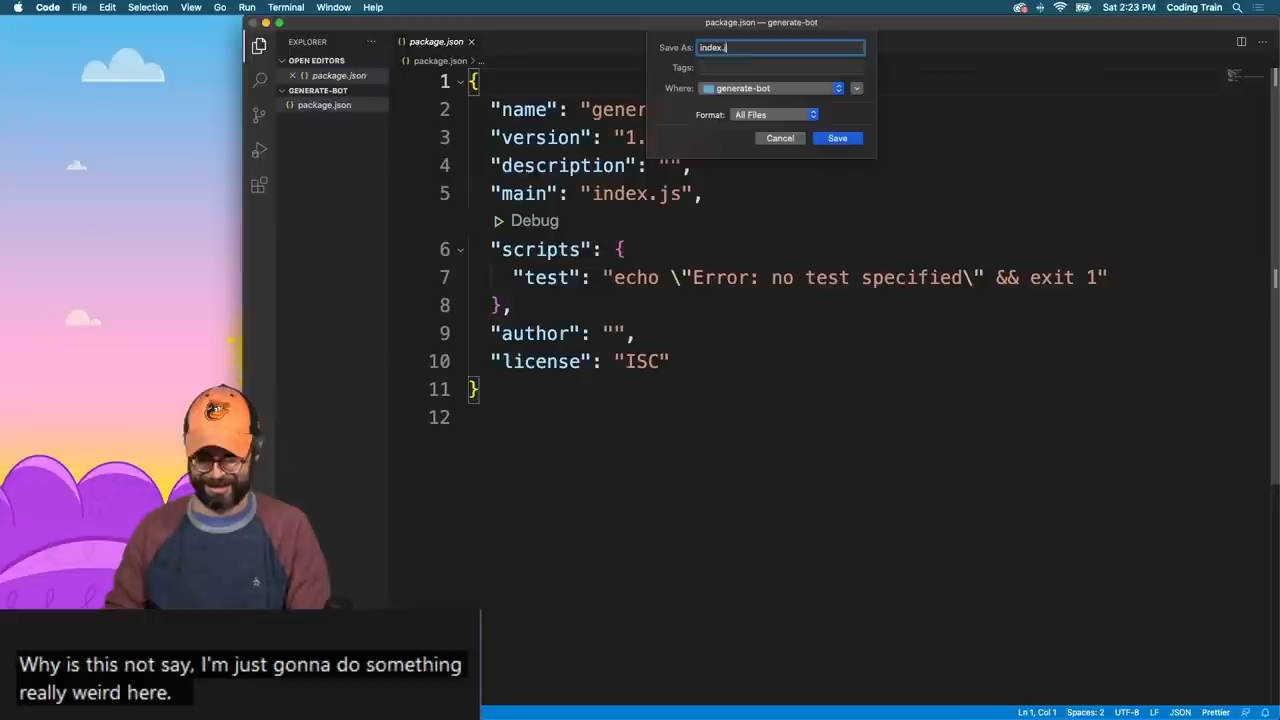 Code File Edit Selection View Go Run Terminal Window Help
Sat 2:23 PM Coding Train
package.json — generate-bot
EXPLORER
OPEN EDITORS
package.json
GENERATE-BOT
package.json
package.json
package.json > ...
Save As: index.j
Tags:
Where: generate-bot
Format: All Files
Cancel Save
1 {
2 "name": "gener
3 "version": "1.
4 "description": "",
5 "main": "index.js",
Debug
6 "scripts": {
7 "test": "echo \"Error: no test specified\" && exit 1"
8 },
9 "author": "",
10 "license": "ISC"
11 }
12
Why is this not say, I'm just gonna do something
really weird here.
Ln 1, Col 1 Spaces: 2 UTF-8 LF JSON Prettier